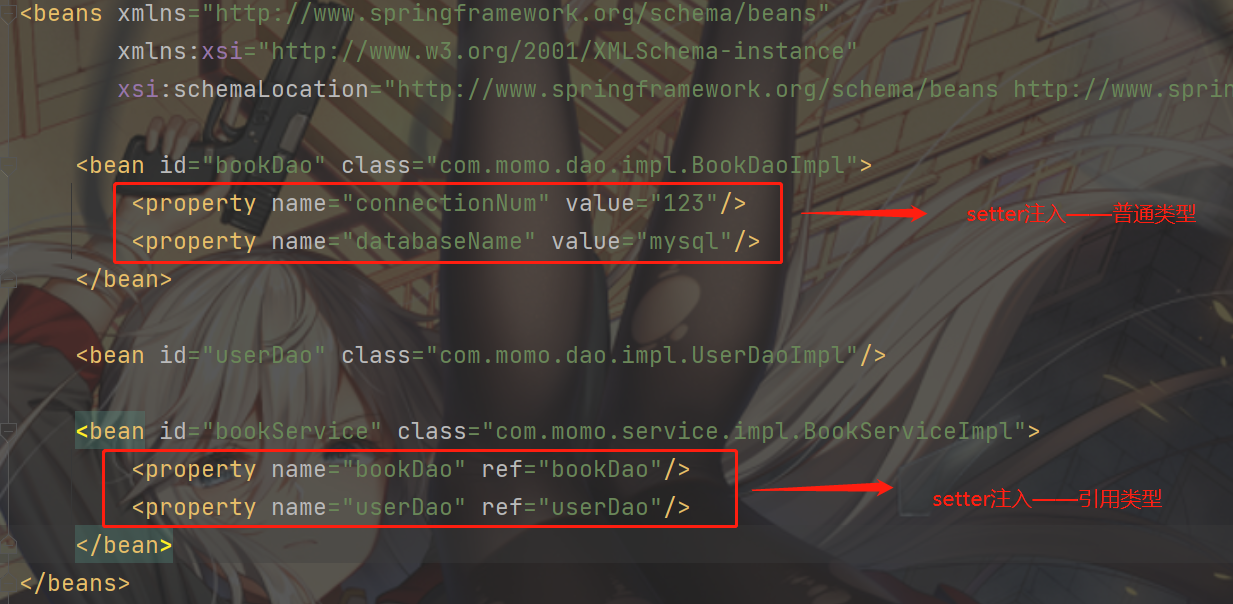 <beans xmlns="http://www.springframework.org/schema/beans"
xmlns:xsi="http://www.w3.org/2001/XMLSchema-instance"
xsi:schemaLocation="http://www.springframework.org/schema/beans http://www.sprin
<bean id="bookDao" class="com.momo.dao.impl.BookDaoImpl">
<property name="connectionNum" value="123"/>
setter注入——普通类型
<property name="databaseName" value="mysql"/>
</bean>
<bean id="userDao" class="com.momo.dao.impl.UserDaoImpl"/>
<bean id="bookService" class="com.momo.service.impl.BookServiceImpl">
<property name="bookDao" ref="bookDao"/>
setter注入——引用类型
<property name="userDao" ref="userDao"/>
</bean>
</beans>